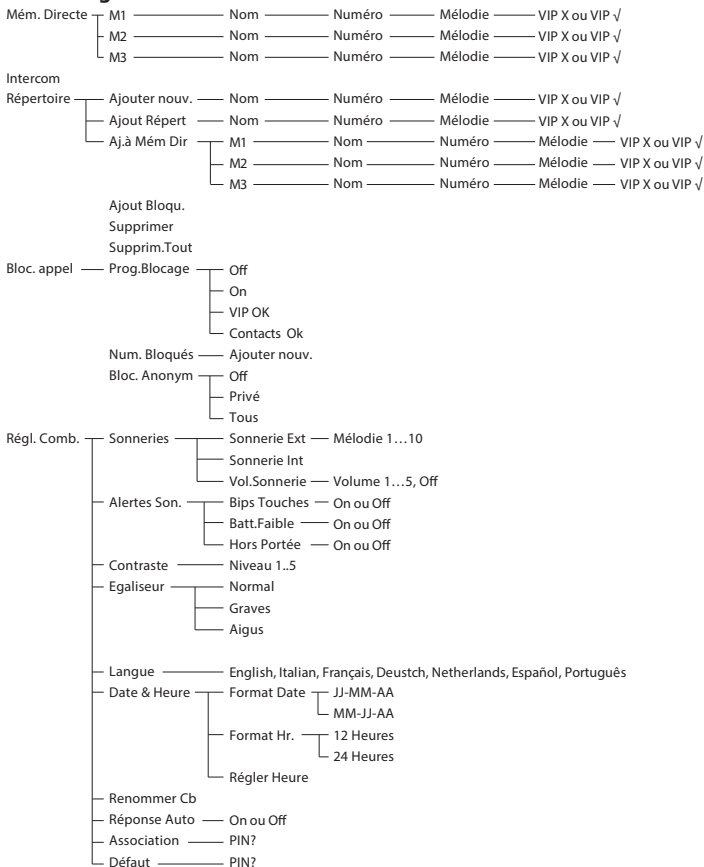 Mém. Directe M1 Nom Numéro Mélodie VIP X ou VIP √
M2 Nom Numéro Mélodie VIP X ou VIP √
M3 Nom Numéro Mélodie VIP X ou VIP √
Intercom
Répertoire Ajouter nouv. Nom Numéro Mélodie VIP X ou VIP √
Ajout Répert Nom Numéro Mélodie VIP X ou VIP √
Aj.à Mém Dir M1 Nom Numéro Mélodie VIP X ou VIP √
M2 Nom Numéro Mélodie VIP X ou VIP √
M3 Nom Numéro Mélodie VIP X ou VIP √
Ajout Bloqu.
Supprimer
Supprim.Tout
Bloc. appel Prog.Blocage Off
On
VIP OK
Contacts Ok
Num. Bloqués Ajouter nouv.
Bloc. Anonym Off
Privé
Tous
Régl. Comb. Sonneries Sonnerie Ext Mélodie 1...10
Sonnerie Int
Vol.Sonnerie Volume 1...5, Off
Alertes Son. Bips Touches On ou Off
Batt.Faible On ou Off
Hors Portée On ou Off
Contraste Niveau 1..5
Egaliseur Normal
Graves
Aigus
Langue English, Italian, Français, Deustch, Netherlands, Español, Português
Date & Heure Format Date JJ-MM-AA
MM-JJ-AA
Format Hr. 12 Heures
24 Heures
Régler Heure
Renommer Cb
Réponse Auto On ou Off
Association PIN?
Défaut PIN?